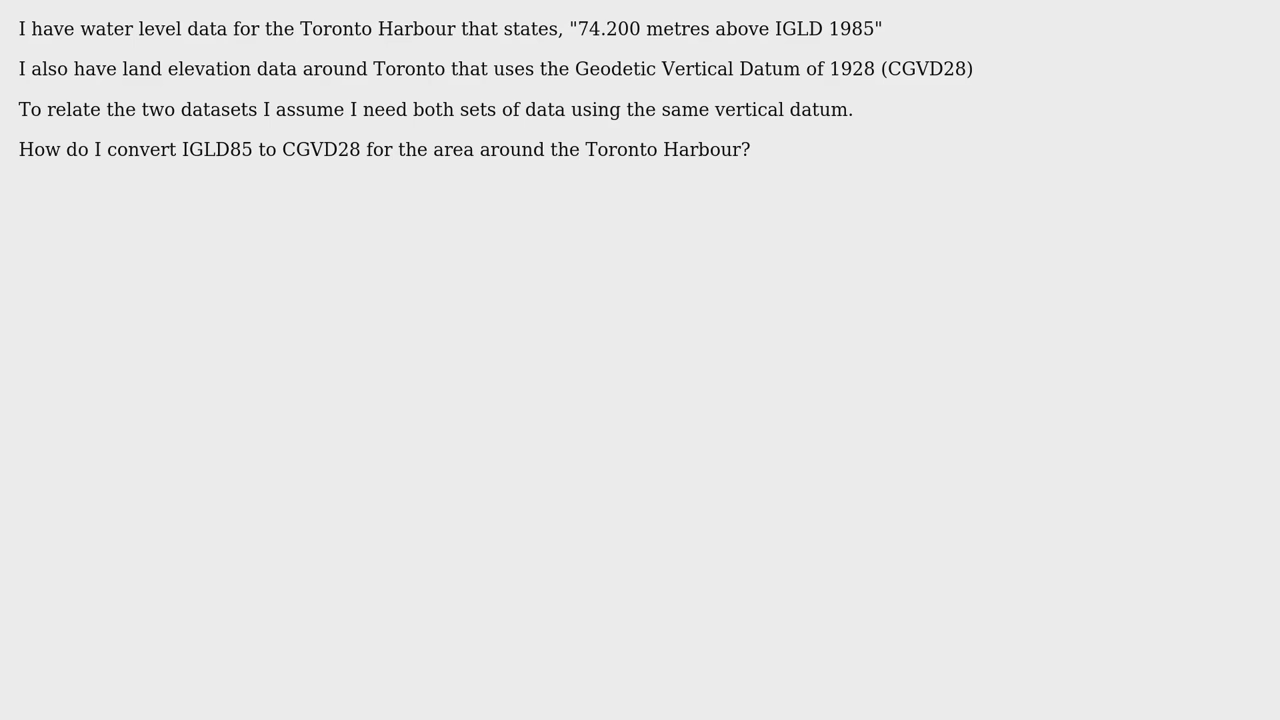 I have water level data for the Toronto Harbour that states, "74.200 metres above IGLD 1985"
I also have land elevation data around Toronto that uses the Geodetic Vertical Datum of 1928 (CGVD28)
To relate the two datasets I assume I need both sets of data using the same vertical datum.
How do I convert IGLD85 to CGVD28 for the area around the Toronto Harbour?